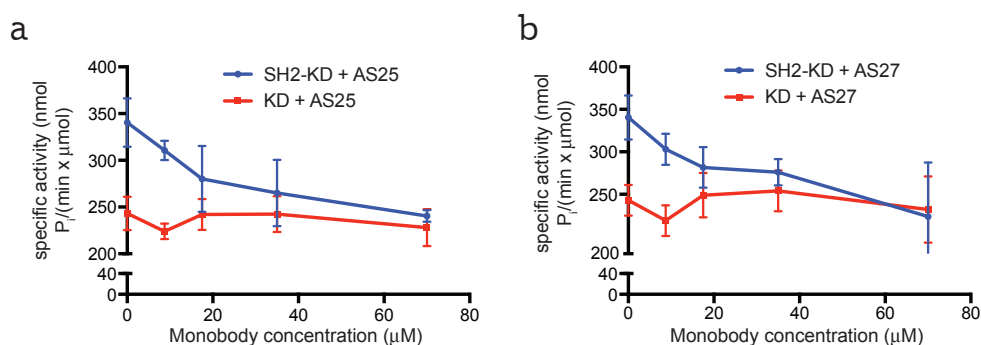 a
specific activity (nmol
Pᵢ/(min x μmol)
400
350
300
250
200
40
0
SH2-KD + AS25
KD + AS25
0
20
40
60
80
Monobody concentration (μM)
b
specific activity (nmol
Pᵢ/(min x μmol)
400
350
300
250
200
40
0
SH2-KD + AS27
KD + AS27
0
20
40
60
80
Monobody concentration (μM)